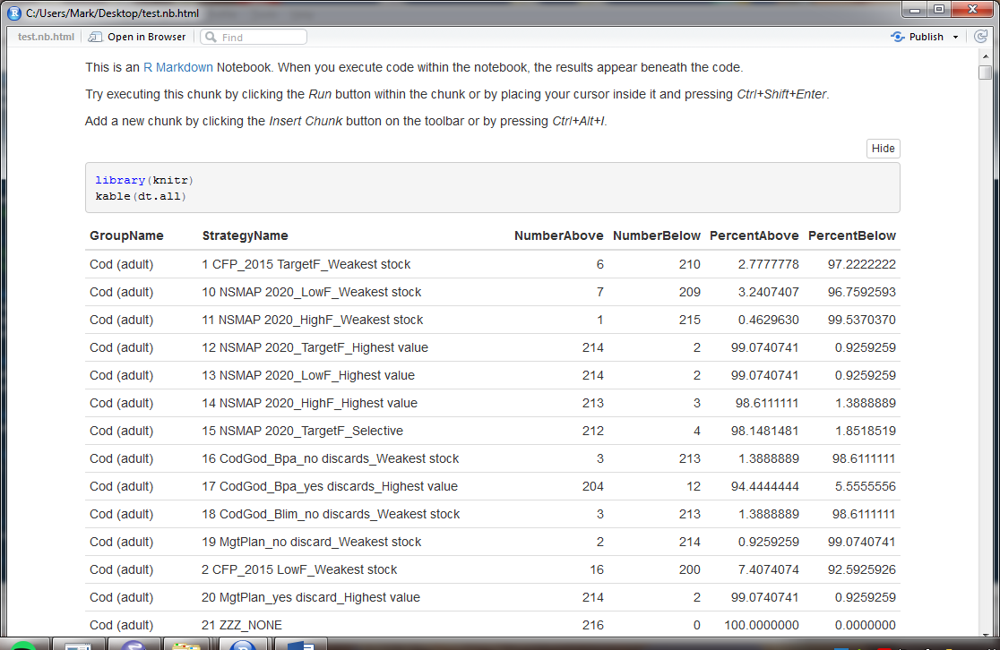 C:/Users/Mark/Desktop/test.nb.html
test.nb.html Open in Browser Find Publish
This is an R Markdown Notebook. When you execute code within the notebook, the results appear beneath the code.
Try executing this chunk by clicking the Run button within the chunk or by placing your cursor inside it and pressing Ctrl+Shift+Enter.
Add a new chunk by clicking the Insert Chunk button on the toolbar or by pressing Ctrl+Alt+I.
Hide
library(knitr)
kable(dt.all)
GroupName StrategyName NumberAbove NumberBelow PercentAbove PercentBelow
Cod (adult) 1 CFP_2015 TargetF_Weakest stock 6 210 2.7777778 97.2222222
Cod (adult) 10 NSMAP 2020_LowF_Weakest stock 7 209 3.2407407 96.7592593
Cod (adult) 11 NSMAP 2020_HighF_Weakest stock 1 215 0.4629630 99.5370370
Cod (adult) 12 NSMAP 2020_TargetF_Highest value 214 2 99.0740741 0.9259259
Cod (adult) 13 NSMAP 2020_LowF_Highest value 214 2 99.0740741 0.9259259
Cod (adult) 14 NSMAP 2020_HighF_Highest value 213 3 98.6111111 1.3888889
Cod (adult) 15 NSMAP 2020_TargetF_Selective 212 4 98.1481481 1.8518519
Cod (adult) 16 CodGod_Bpa_no discards_Weakest stock 3 213 1.3888889 98.6111111
Cod (adult) 17 CodGod_Bpa_yes discards_Highest value 204 12 94.4444444 5.5555556
Cod (adult) 18 CodGod_Blim_no discards_Weakest stock 3 213 1.3888889 98.6111111
Cod (adult) 19 MgtPlan_no discard_Weakest stock 2 214 0.9259259 99.0740741
Cod (adult) 2 CFP_2015 LowF_Weakest stock 16 200 7.4074074 92.5925926
Cod (adult) 20 MgtPlan_yes discard_Highest value 214 2 99.0740741 0.9259259
Cod (adult) 21 ZZZ_NONE 216 0 100.0000000 0.0000000